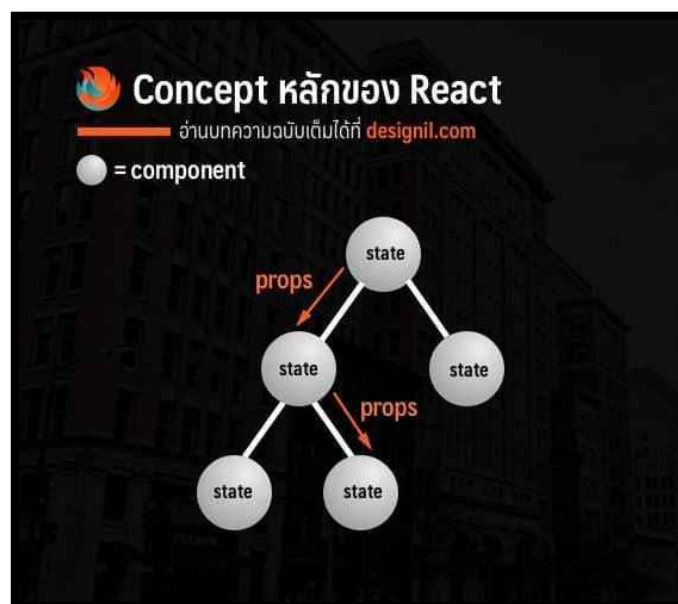 Concept หลักของ React
อ่านบทความฉบับเต็มได้ที่ designil.com
= component
state
props
state
state
props
state
state